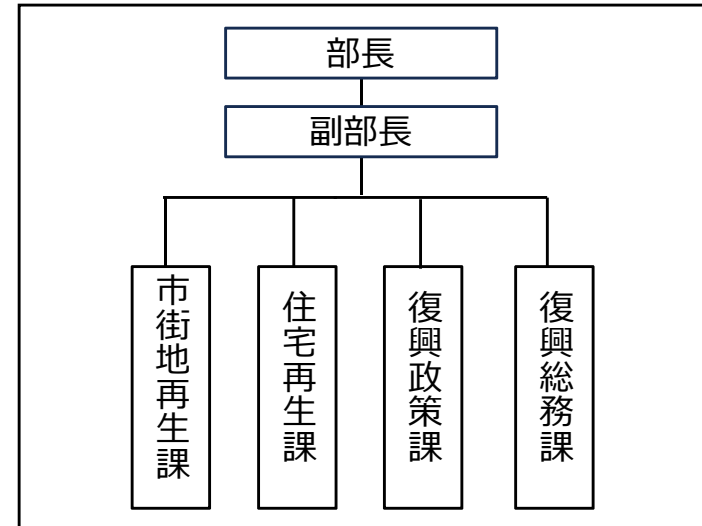 部長
副部長
市街地再生課
住宅再生課
復興政策課
復興総務課